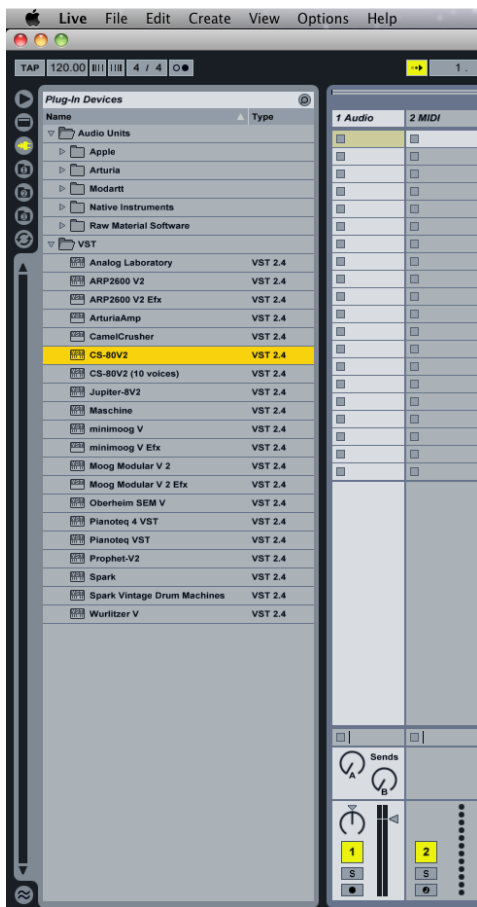 Live File Edit Create View Options Help
TAP 120.00 4 / 4 1 .
Plug-In Devices
Name Type
Audio Units
Apple
Arturia
Modartt
Native Instruments
Raw Material Software
VST
Analog Laboratory VST 2.4
ARP2600 V2 VST 2.4
ARP2600 V2 Efx VST 2.4
ArturiaAmp VST 2.4
CamelCrusher VST 2.4
CS-80V2 VST 2.4
CS-80V2 (10 voices) VST 2.4
Jupiter-8V2 VST 2.4
Maschine VST 2.4
minimoog V VST 2.4
minimoog V Efx VST 2.4
Moog Modular V 2 VST 2.4
Moog Modular V 2 Efx VST 2.4
Oberheim SEM V VST 2.4
Pianoteq 4 VST VST 2.4
Pianoteq VST VST 2.4
Prophet-V2 VST 2.4
Spark VST 2.4
Spark Vintage Drum Machines VST 2.4
Wurlitzer V VST 2.4
1 Audio 2 MIDI
Sends
A
B
1 2
S S